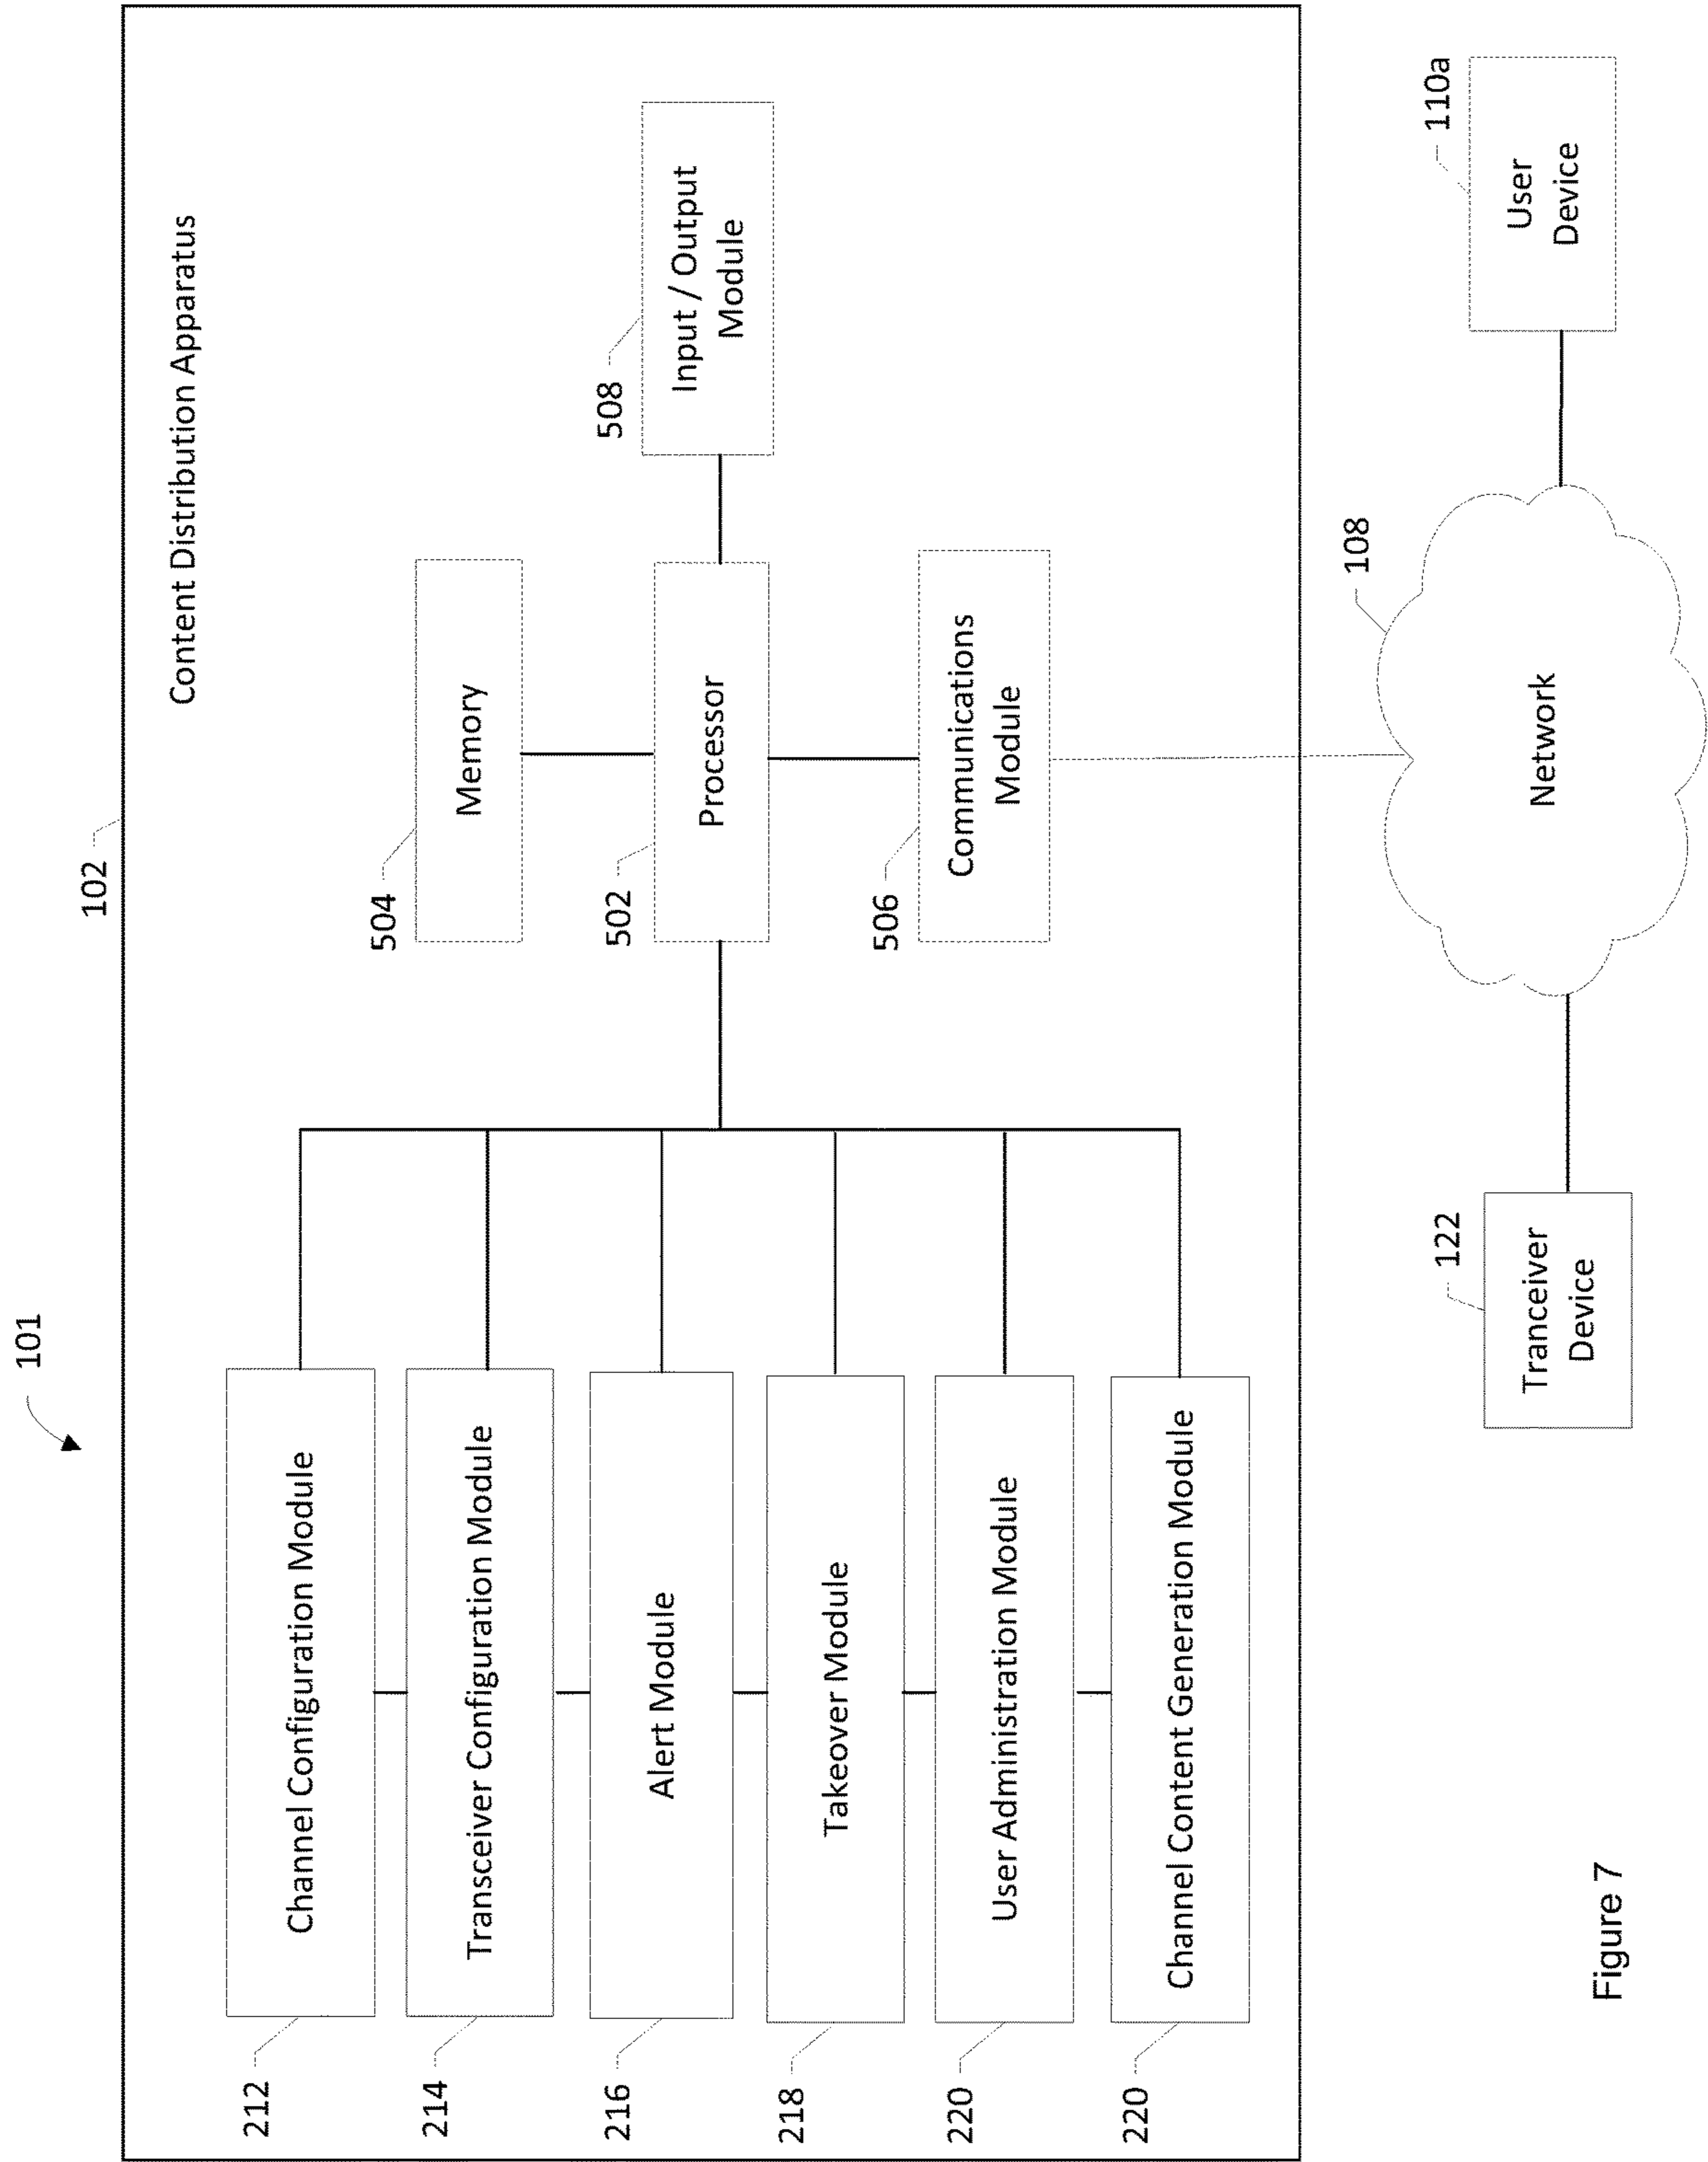 101
102
Content Distribution Apparatus
212
Channel Configuration Module
214
Transceiver Configuration Module
216
Alert Module
218
Takeover Module
220
User Administration Module
220
Channel Content Generation Module
504
Memory
502
Processor
506
Communications
Module
508
Input / Output
Module
122
Tranceiver
Device
108
Network
110a
User
Device
Figure 7